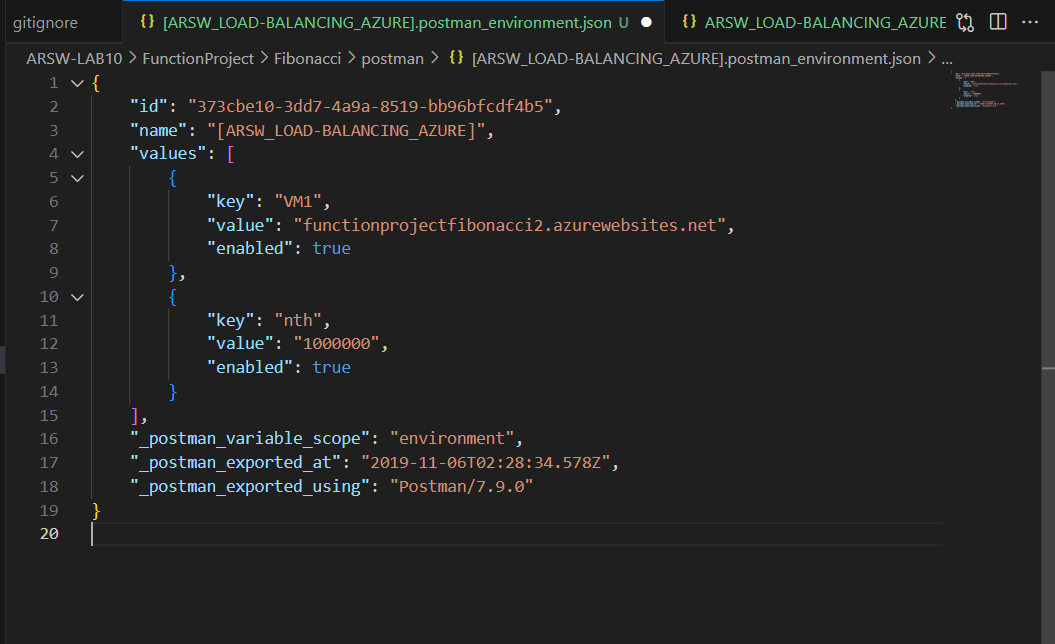 gitignore
{} [ARSW_LOAD-BALANCING_AZURE].postman_environment.json U ●
{} ARSW_LOAD-BALANCING_AZURE
ARSW-LAB10 > FunctionProject > Fibonacci > postman > {} [ARSW_LOAD-BALANCING_AZURE].postman_environment.json > ...
1 {
2 "id": "373cbe10-3dd7-4a9a-8519-bb96bfcdf4b5",
3 "name": "[ARSW_LOAD-BALANCING_AZURE]",
4 "values": [
5 {
6 "key": "VM1",
7 "value": "functionprojectfibonacci2.azurewebsites.net",
8 "enabled": true
9 },
10 {
11 "key": "nth",
12 "value": "1000000",
13 "enabled": true
14 }
15 ],
16 "_postman_variable_scope": "environment",
17 "_postman_exported_at": "2019-11-06T02:28:34.578Z",
18 "_postman_exported_using": "Postman/7.9.0"
19 }
20